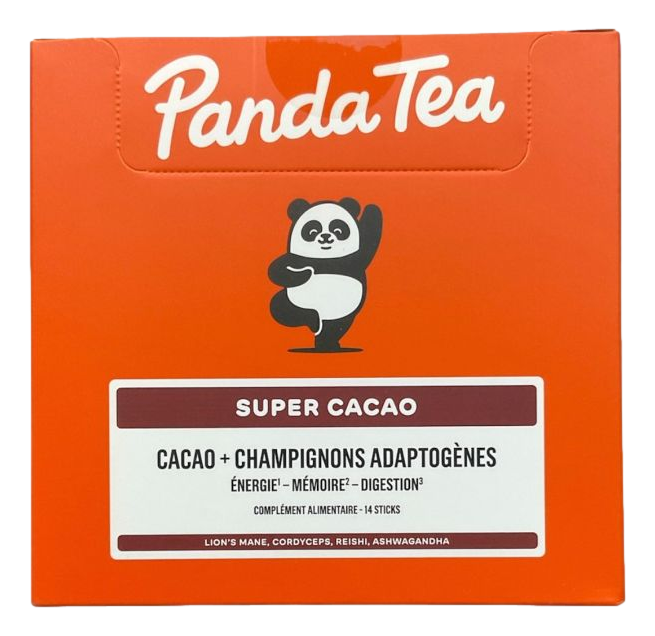 Panda Tea
SUPER CACAO
CACAO + CHAMPIGNONS ADAPTOGÈNES
ÉNERGIE¹ – MÉMOIRE² – DIGESTION³
COMPLÉMENT ALIMENTAIRE - 14 STICKS
LION'S MANE, CORDYCEPS, REISHI, ASHWAGANDHA